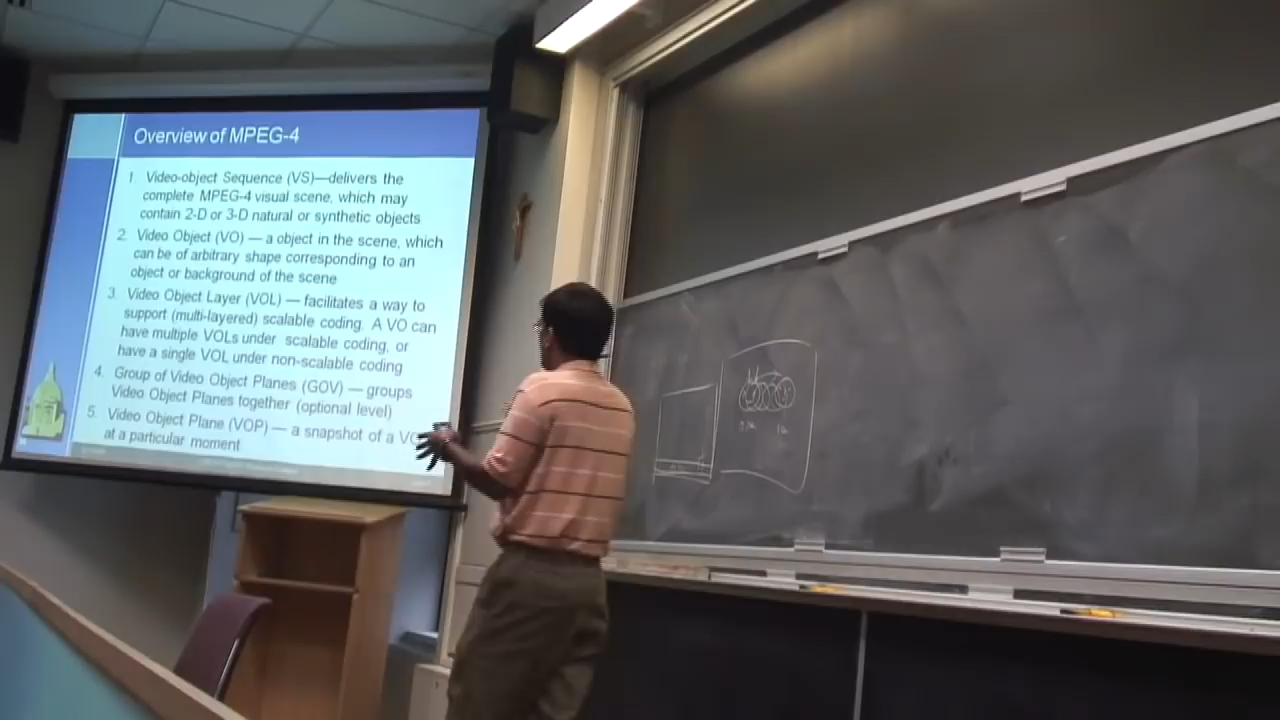 Overview of MPEG-4
1. Video-object Sequence (VS)—delivers the
complete MPEG-4 visual scene, which may
contain 2-D or 3-D natural or synthetic objects
2. Video Object (VO) — a object in the scene, which
can be of arbitrary shape corresponding to an
object or background of the scene
3. Video Object Layer (VOL) — facilitates a way to
support (multi-layered) scalable coding. A VO can
have multiple VOLs under scalable coding, or
have a single VOL under non-scalable coding
4. Group of Video Object Planes (GOV) — groups
Video Object Planes together (optional level)
5. Video Object Plane (VOP) — a snapshot of a
at a particular moment